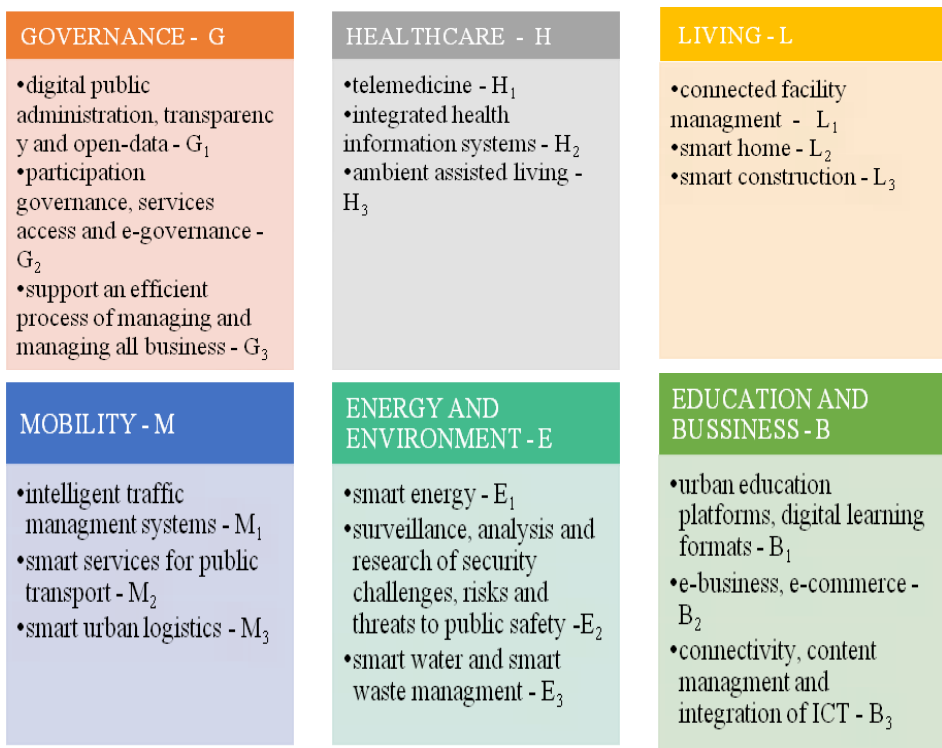 GOVERNANCE - G
•digital public
administration, transparenc
y and open-data - G₁
•participation
governance, services
access and e-governance -
G₂
•support an efficient
process of managing and
managing all business - G₃
HEALTHCARE - H
•telemedicine - H₁
•integrated health
information systems - H₂
•ambient assisted living -
H₃
LIVING - L
•connected facility
managment - L₁
•smart home - L₂
•smart construction - L₃
MOBILITY - M
•intelligent traffic
managment systems - M₁
•smart services for public
transport - M₂
•smart urban logistics - M₃
ENERGY AND
ENVIRONMENT - E
•smart energy - E₁
•surveillance, analysis and
research of security
challenges, risks and
threats to public safety -E₂
•smart water and smart
waste managment - E₃
EDUCATION AND
BUSSINESS - B
•urban education
platforms, digital learning
formats - B₁
•e-business, e-commerce -
B₂
•connectivity, content
managment and
integration of ICT - B₃